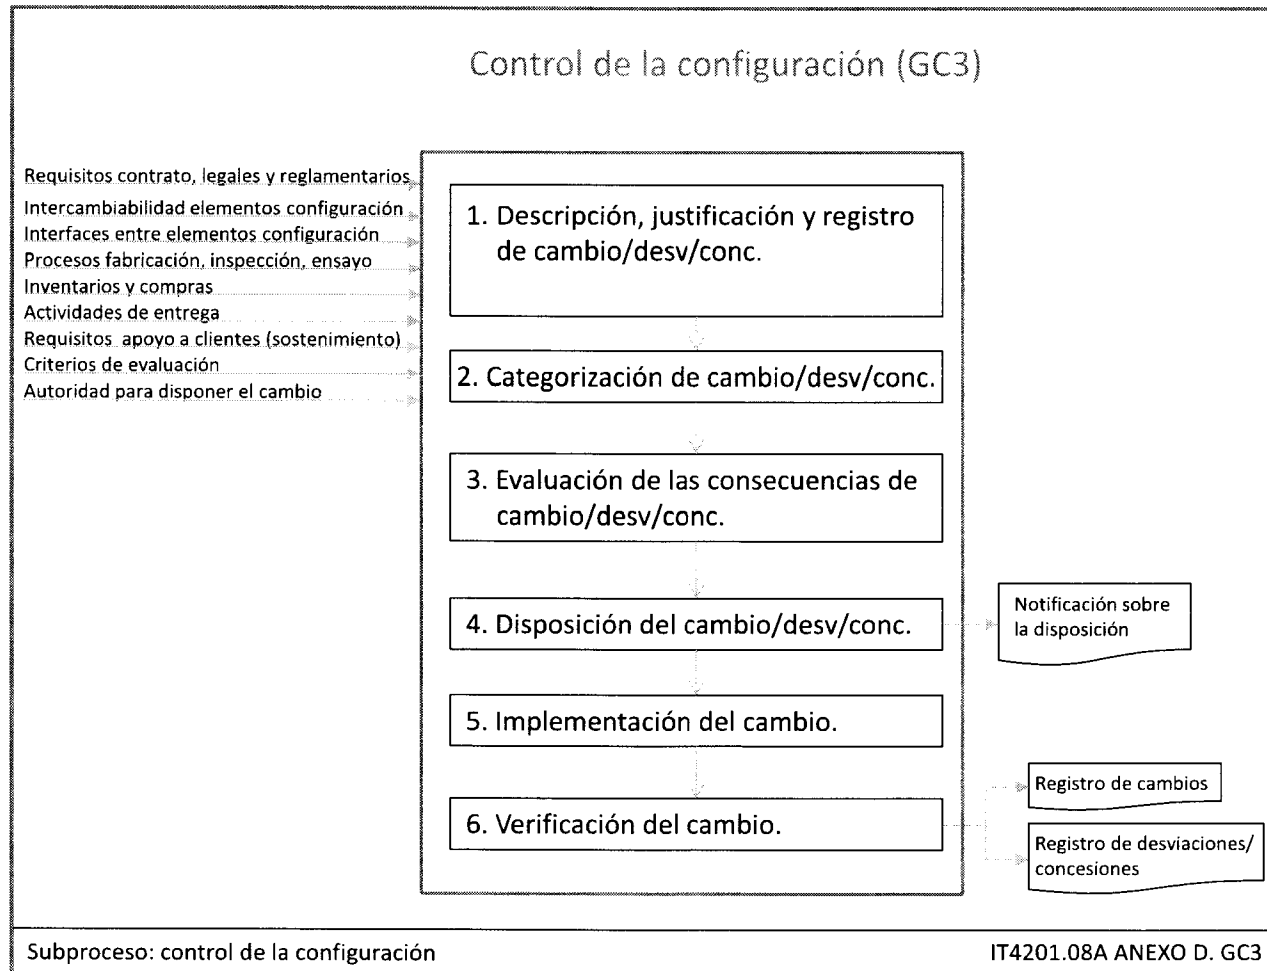 Control de la configuración (GC3)
Requisitos contrato, legales y reglamentarios
Intercambiabilidad elementos configuración
Interfaces entre elementos configuración
Procesos fabricación, inspección, ensayo
Inventarios y compras
Actividades de entrega
Requisitos apoyo a clientes (sostenimiento)
Criterios de evaluación
Autoridad para disponer el cambio
1. Descripción, justificación y registro
de cambio/desv/conc.
2. Categorización de cambio/desv/conc.
3. Evaluación de las consecuencias de
cambio/desv/conc.
4. Disposición del cambio/desv/conc.
Notificación sobre
la disposición
5. Implementación del cambio.
6. Verificación del cambio.
Registro de cambios
Registro de desviaciones/
concesiones
Subproceso: control de la configuración
IT4201.08A ANEXO D. GC3